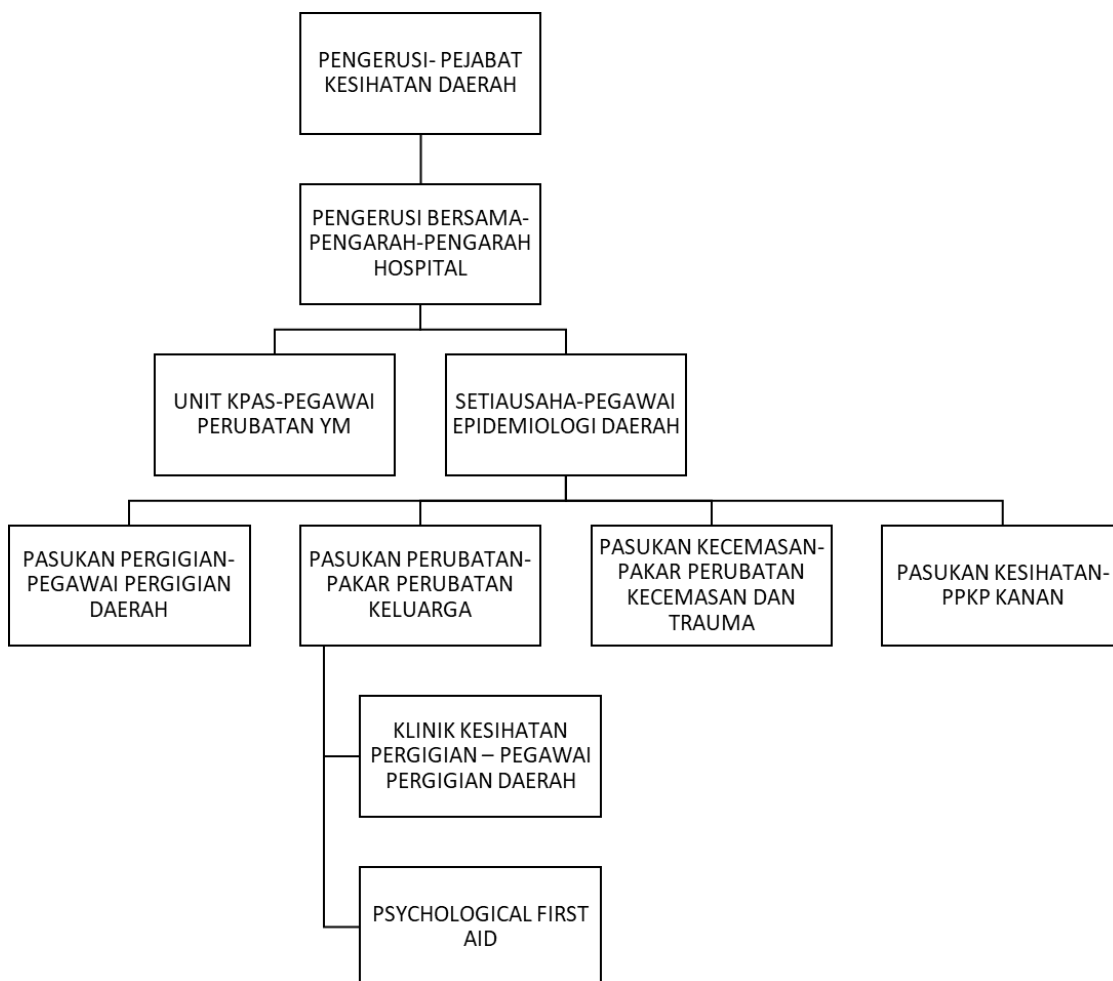 PENGERUSI- PEJABAT
KESIHATAN DAERAH
PENGERUSI BERSAMA-
PENGARAH-PENGARAH
HOSPITAL
UNIT KPAS-PEGAWAI
PERUBATAN YM
SETIAUSAHA-PEGAWAI
EPIDEMIOLOGI DAERAH
PASUKAN PERGIGIAN-
PEGAWAI PERGIGIAN
DAERAH
PASUKAN PERUBATAN-
PAKAR PERUBATAN
KELUARGA
PASUKAN KECEMASAN-
PAKAR PERUBATAN
KECEMASAN DAN
TRAUMA
PASUKAN KESIHATAN-
PPKP KANAN
KLINIK KESIHATAN
PERGIGIAN – PEGAWAI
PERGIGIAN DAERAH
PSYCHOLOGICAL FIRST
AID